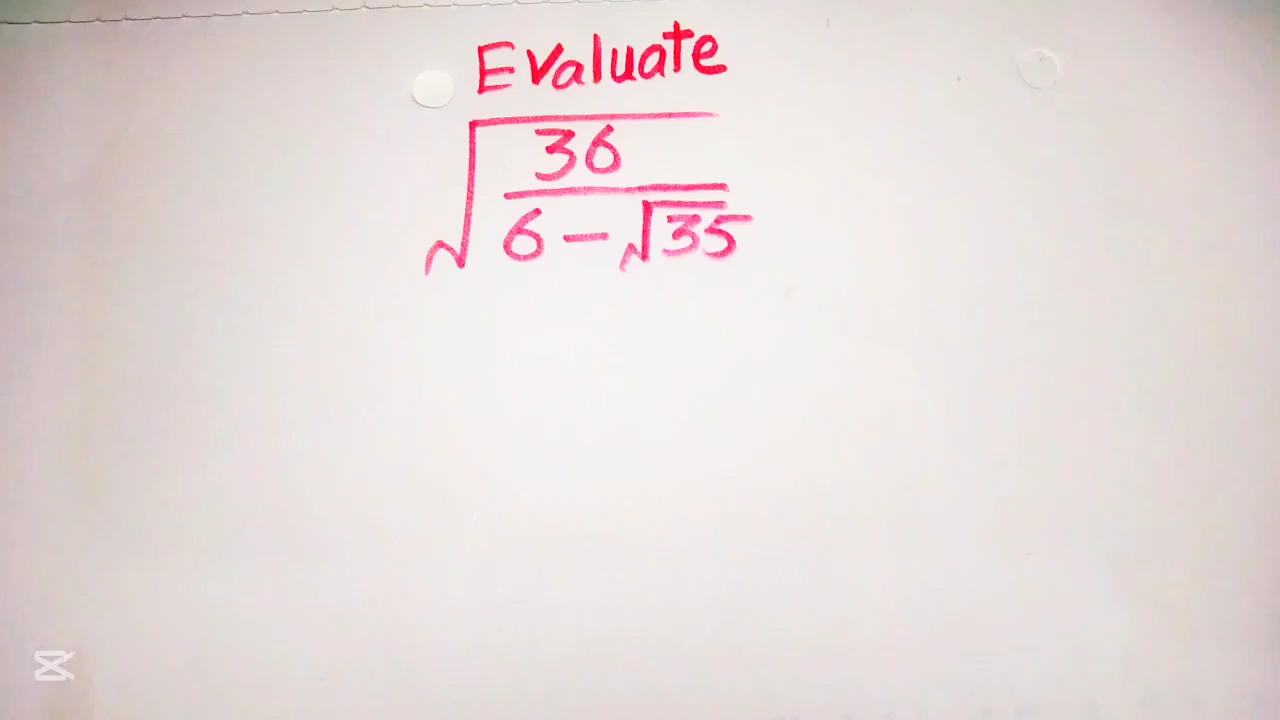 Evaluate
√(36 / (6 − √35))